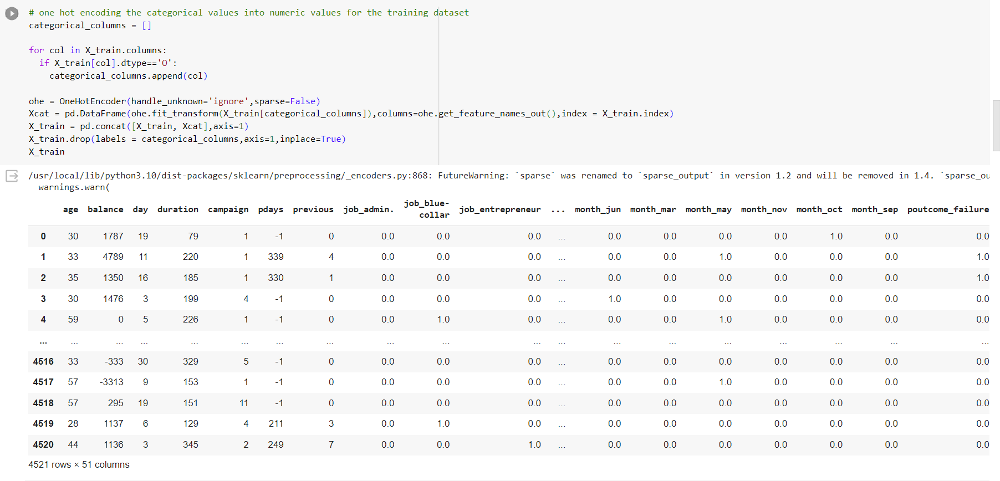 # one hot encoding the categorical values into numeric values for the training dataset
categorical_columns = []
for col in X_train.columns:
  if X_train[col].dtype=='O':
    categorical_columns.append(col)
ohe = OneHotEncoder(handle_unknown='ignore',sparse=False)
Xcat = pd.DataFrame(ohe.fit_transform(X_train[categorical_columns]),columns=ohe.get_feature_names_out(),index = X_train.index)
X_train = pd.concat([X_train, Xcat],axis=1)
X_train.drop(labels = categorical_columns,axis=1,inplace=True)
X_train
/usr/local/lib/python3.10/dist-packages/sklearn/preprocessing/_encoders.py:868: FutureWarning: `sparse` was renamed to `sparse_output` in version 1.2 and will be removed in 1.4. `sparse_ou
  warnings.warn(
age balance day duration campaign pdays previous job_admin. job_blue-collar job_entrepreneur ... month_jun month_mar month_may month_nov month_oct month_sep poutcome_failure
0 30 1787 19 79 1 -1 0 0.0 0.0 0.0 ... 0.0 0.0 0.0 0.0 1.0 0.0 0.0
1 33 4789 11 220 1 339 4 0.0 0.0 0.0 ... 0.0 0.0 1.0 0.0 0.0 0.0 1.0
2 35 1350 16 185 1 330 1 0.0 0.0 0.0 ... 0.0 0.0 0.0 0.0 0.0 0.0 1.0
3 30 1476 3 199 4 -1 0 0.0 0.0 0.0 ... 1.0 0.0 0.0 0.0 0.0 0.0 0.0
4 59 0 5 226 1 -1 0 0.0 1.0 0.0 ... 0.0 0.0 1.0 0.0 0.0 0.0 0.0
... ... ... ... ... ... ... ... ... ... ... ... ... ... ... ... ... ... ...
4516 33 -333 30 329 5 -1 0 0.0 0.0 0.0 ... 0.0 0.0 0.0 0.0 0.0 0.0 0.0
4517 57 -3313 9 153 1 -1 0 0.0 0.0 0.0 ... 0.0 0.0 1.0 0.0 0.0 0.0 0.0
4518 57 295 19 151 11 -1 0 0.0 0.0 0.0 ... 0.0 0.0 0.0 0.0 0.0 0.0 0.0
4519 28 1137 6 129 4 211 3 0.0 1.0 0.0 ... 0.0 0.0 0.0 0.0 0.0 0.0 0.0
4520 44 1136 3 345 2 249 7 0.0 0.0 1.0 ... 0.0 0.0 0.0 0.0 0.0 0.0 0.0
4521 rows × 51 columns